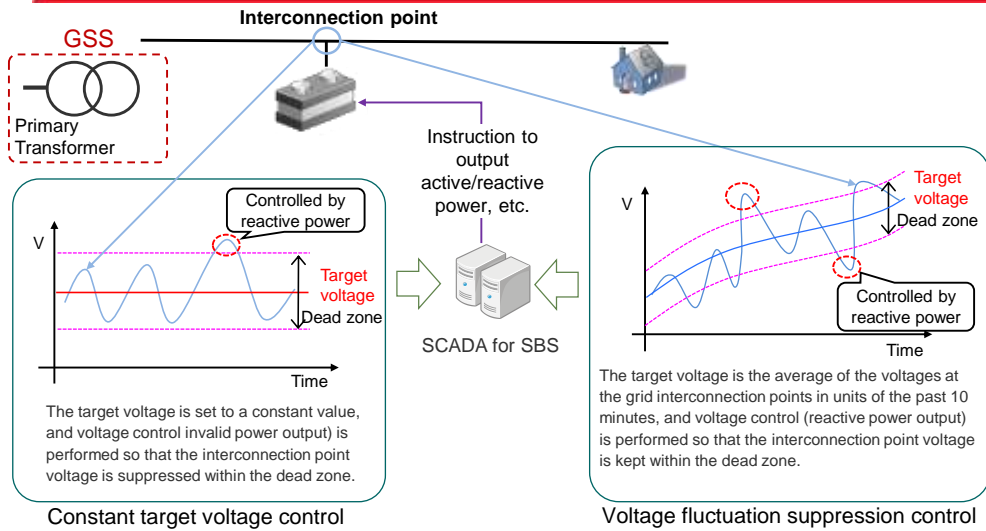 Interconnection point
GSS
Primary
Transformer
Instruction to
output
active/reactive
power, etc.
Controlled by
reactive power
V
Target
voltage
Dead zone
Time
The target voltage is set to a constant value,
and voltage control invalid power output) is
performed so that the interconnection point
voltage is suppressed within the dead zone.
Constant target voltage control
SCADA for SBS
V
Target
voltage
Dead zone
Controlled by
reactive power
Time
The target voltage is the average of the voltages at
the grid interconnection points in units of the past 10
minutes, and voltage control (reactive power output)
is performed so that the interconnection point voltage
is kept within the dead zone.
Voltage fluctuation suppression control